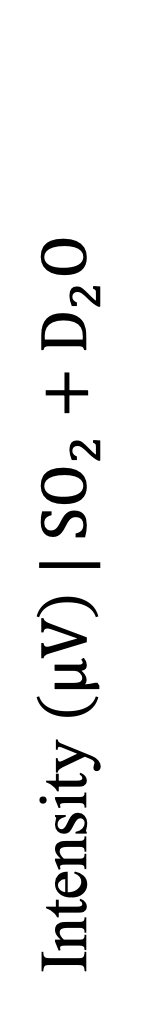 Intensity (μV) | SO₂ + D₂O